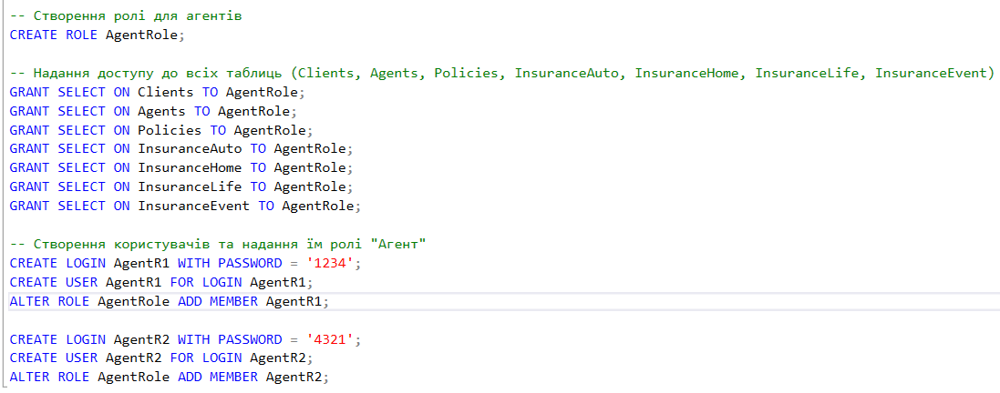 -- Створення ролі для агентів
CREATE ROLE AgentRole;
-- Надання доступу до всіх таблиць (Clients, Agents, Policies, InsuranceAuto, InsuranceHome, InsuranceLife, InsuranceEvent)
GRANT SELECT ON Clients TO AgentRole;
GRANT SELECT ON Agents TO AgentRole;
GRANT SELECT ON Policies TO AgentRole;
GRANT SELECT ON InsuranceAuto TO AgentRole;
GRANT SELECT ON InsuranceHome TO AgentRole;
GRANT SELECT ON InsuranceLife TO AgentRole;
GRANT SELECT ON InsuranceEvent TO AgentRole;
-- Створення користувачів та надання їм ролі "Агент"
CREATE LOGIN AgentR1 WITH PASSWORD = '1234';
CREATE USER AgentR1 FOR LOGIN AgentR1;
ALTER ROLE AgentRole ADD MEMBER AgentR1;
CREATE LOGIN AgentR2 WITH PASSWORD = '4321';
CREATE USER AgentR2 FOR LOGIN AgentR2;
ALTER ROLE AgentRole ADD MEMBER AgentR2;